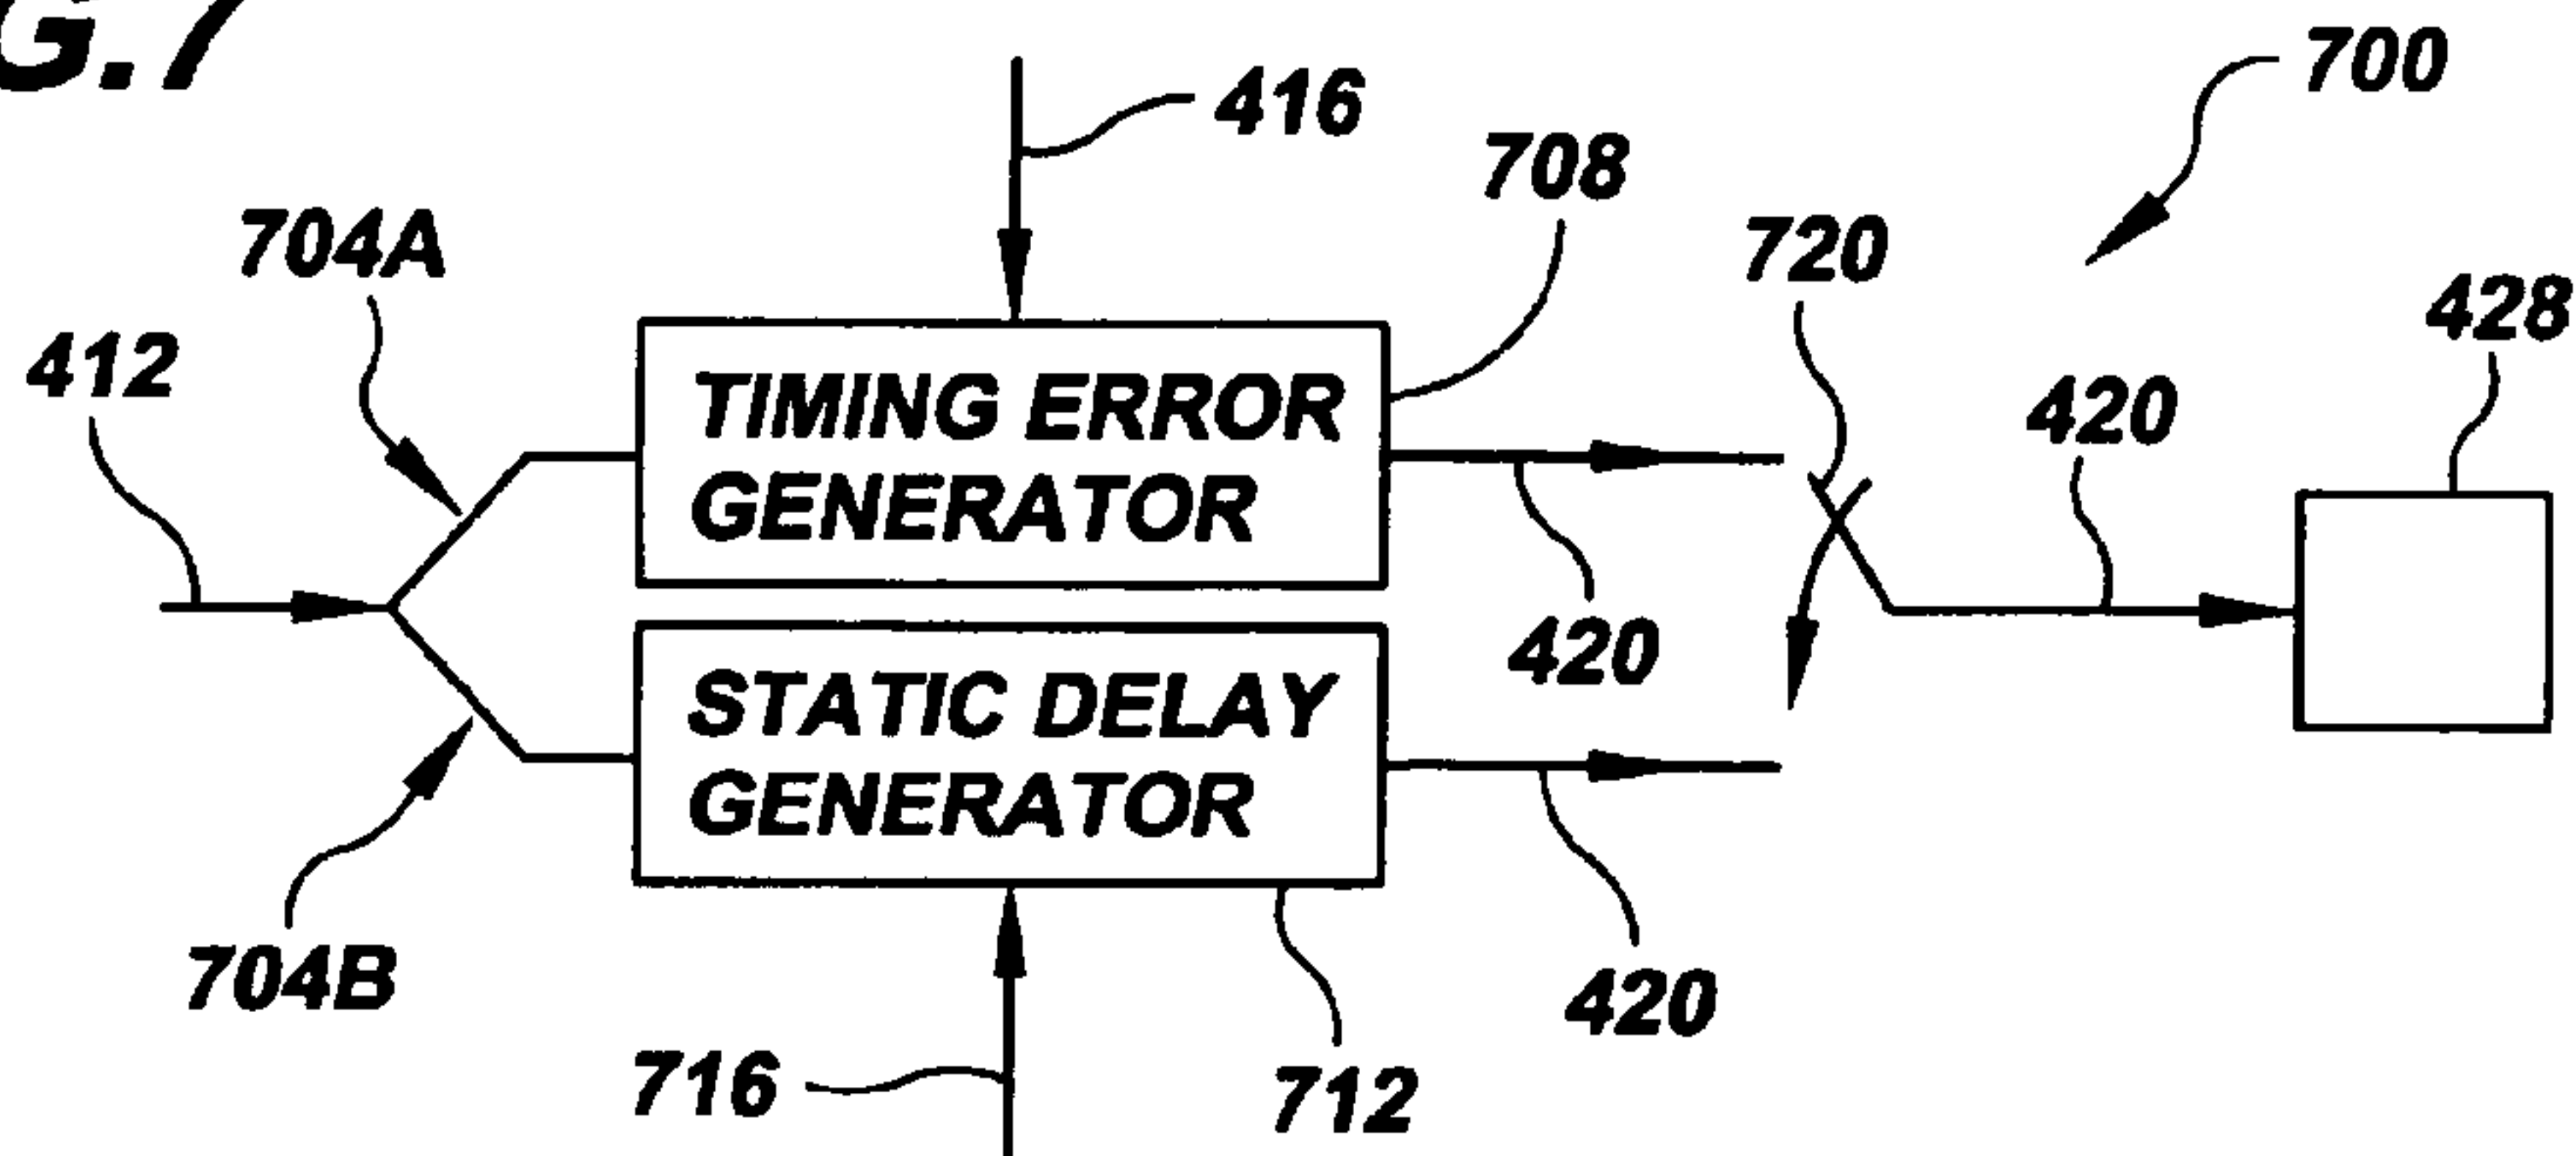 G.7
700
416
708
704A
720
428
412
420
TIMING ERROR
GENERATOR
420
STATIC DELAY
GENERATOR
704B
420
716
712